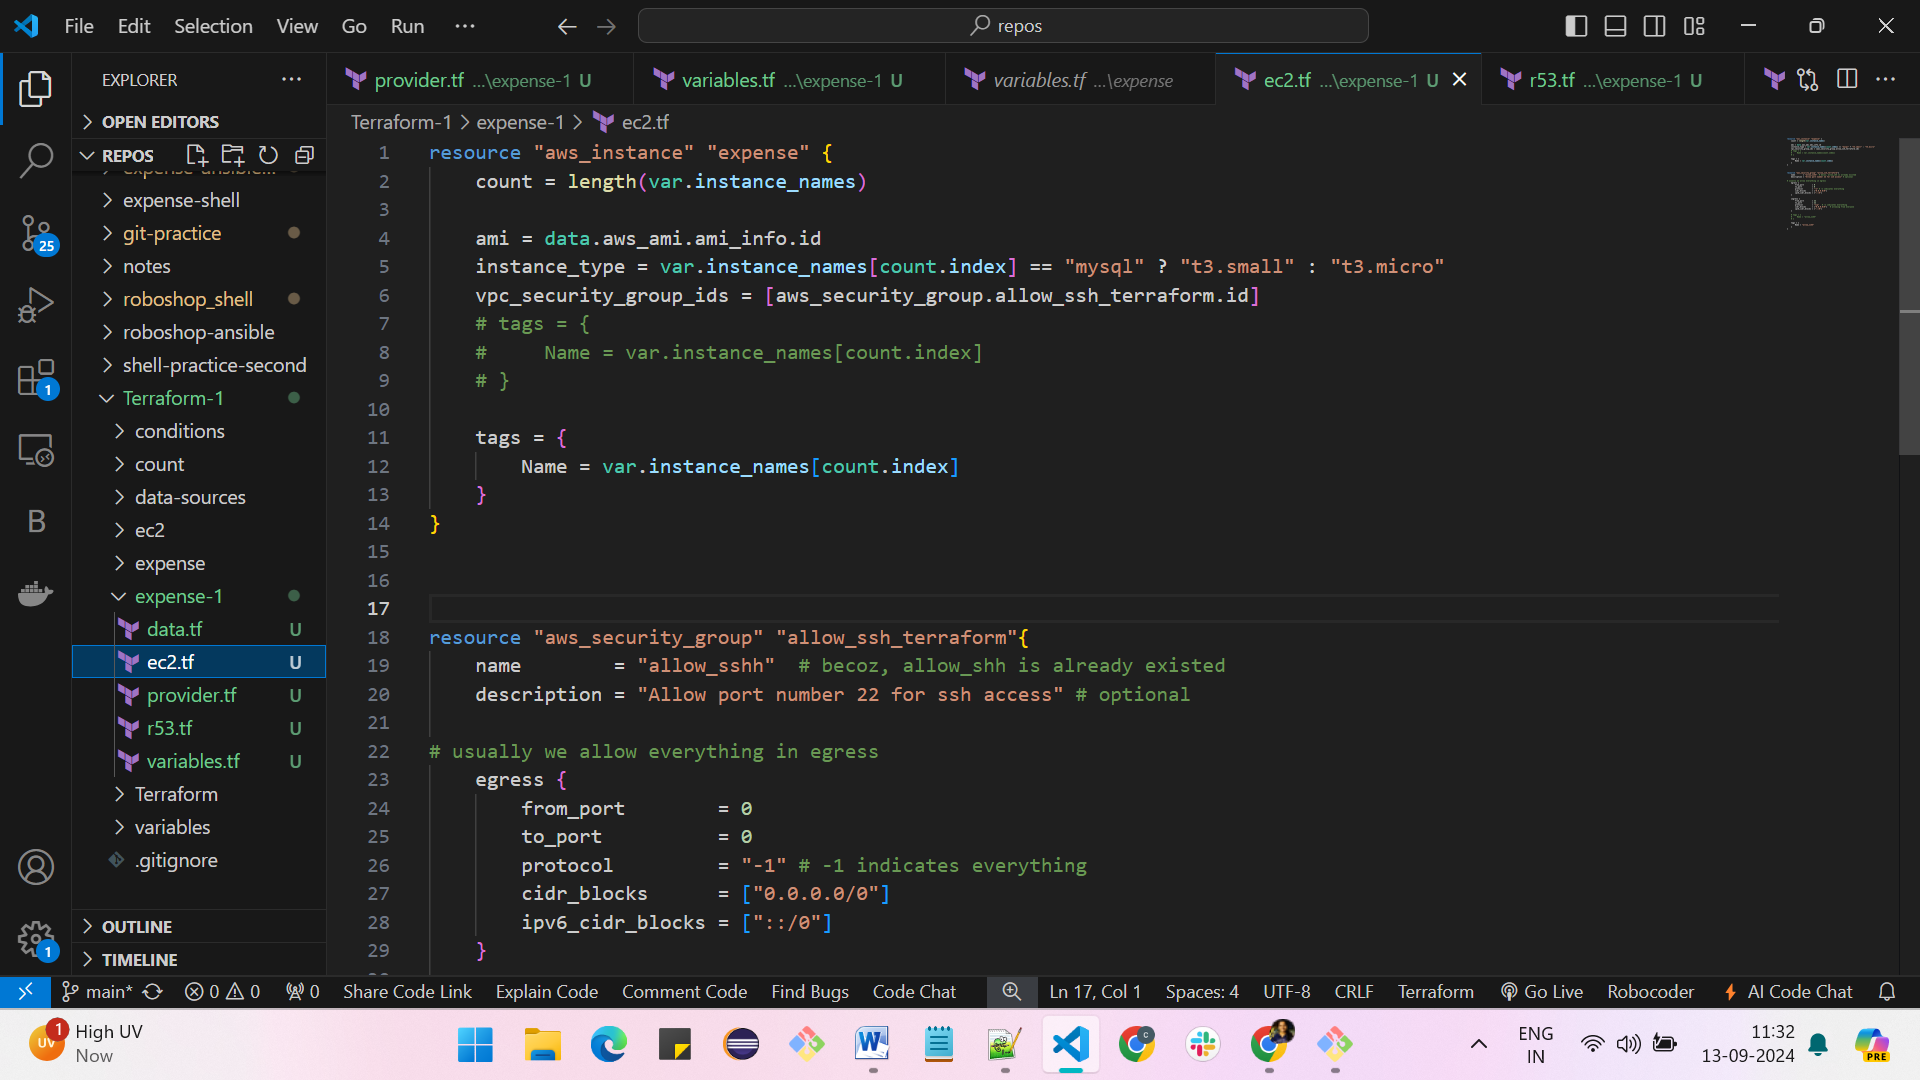 File Edit Selection View Go Run ··· repos
EXPLORER ···
OPEN EDITORS
REPOS
expense-shell
git-practice
notes
roboshop_shell
roboshop-ansible
shell-practice-second
Terraform-1
conditions
count
data-sources
ec2
expense
expense-1
data.tf U
ec2.tf U
provider.tf U
r53.tf U
variables.tf U
Terraform
variables
.gitignore
OUTLINE
TIMELINE
25
1
B
1
provider.tf ...\expense-1 U variables.tf ...\expense-1 U variables.tf ...\expense ec2.tf ...\expense-1 U r53.tf ...\expense-1 U
Terraform-1 > expense-1 > ec2.tf
1 resource "aws_instance" "expense" {
2 count = length(var.instance_names)
3
4 ami = data.aws_ami.ami_info.id
5 instance_type = var.instance_names[count.index] == "mysql" ? "t3.small" : "t3.micro"
6 vpc_security_group_ids = [aws_security_group.allow_ssh_terraform.id]
7 # tags = {
8 # Name = var.instance_names[count.index]
9 # }
10
11 tags = {
12 Name = var.instance_names[count.index]
13 }
14 }
15
16
17
18 resource "aws_security_group" "allow_ssh_terraform"{
19 name = "allow_sshh" # becoz, allow_shh is already existed
20 description = "Allow port number 22 for ssh access" # optional
21
22 # usually we allow everything in egress
23 egress {
24 from_port = 0
25 to_port = 0
26 protocol = "-1" # -1 indicates everything
27 cidr_blocks = ["0.0.0.0/0"]
28 ipv6_cidr_blocks = ["::/0"]
29 }
main* 0 0 0 Share Code Link Explain Code Comment Code Find Bugs Code Chat Ln 17, Col 1 Spaces: 4 UTF-8 CRLF Terraform Go Live Robocoder AI Code Chat
1 UV High UV
Now
ENG
IN
11:32
13-09-2024
PRE